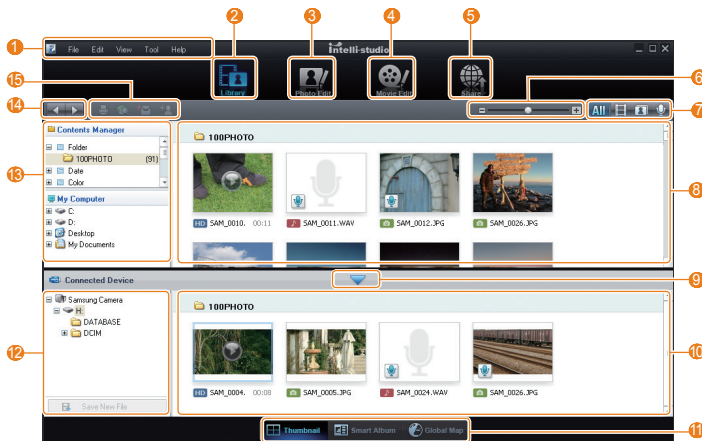 2 3 4 5
1 File Edit View Tool Help intelli-studio
Library Photo Edit Movie Edit Share
15 6
14 All 7
Contents Manager 100PHOTO
Folder
100PHOTO (91)
13 Date
Color
8
HD SAM_0010. 00:11 SAM_0011.WAV SAM_0012.JPG SAM_0026.JPG
My Computer
C:
D:
Desktop
My Documents
Connected Device 9
Samsung Camera 100PHOTO
H:
DATABASE
DCIM
12 10
HD SAM_0004. 00:08 SAM_0005.JPG SAM_0024.WAV SAM_0026.JPG
Save New File
Thumbnail Smart Album Global Map 11